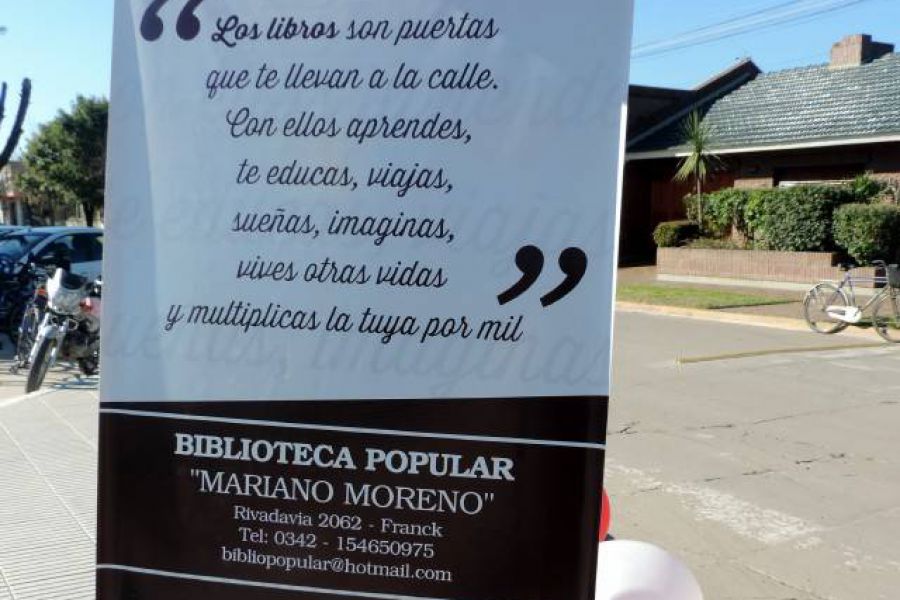 “Los libros son puertas
que te llevan a la calle.
Con ellos aprendes,
te educas, viajas,
sueñas, imaginas,
vives otras vidas
y multiplicas la tuya por mil”
BIBLIOTECA POPULAR
"MARIANO MORENO"
Rivadavia 2062 - Franck
Tel: 0342 - 154650975
bibliopopular@hotmail.com